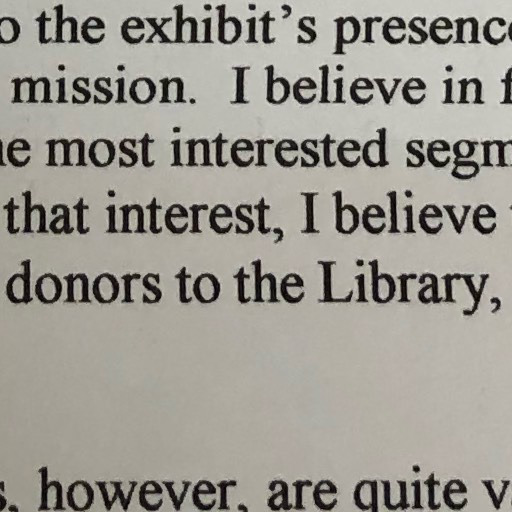 o the exhibit's presenc
mission.  I believe in f
e most interested segm
that interest, I believe
donors to the Library,
s, however, are quite v